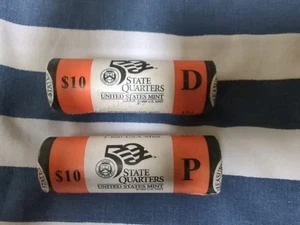 $10
50
STATE
QUARTERS
UNITED STATES MINT
D
$10
50
STATE
QUARTERS
UNITED STATES MINT
P